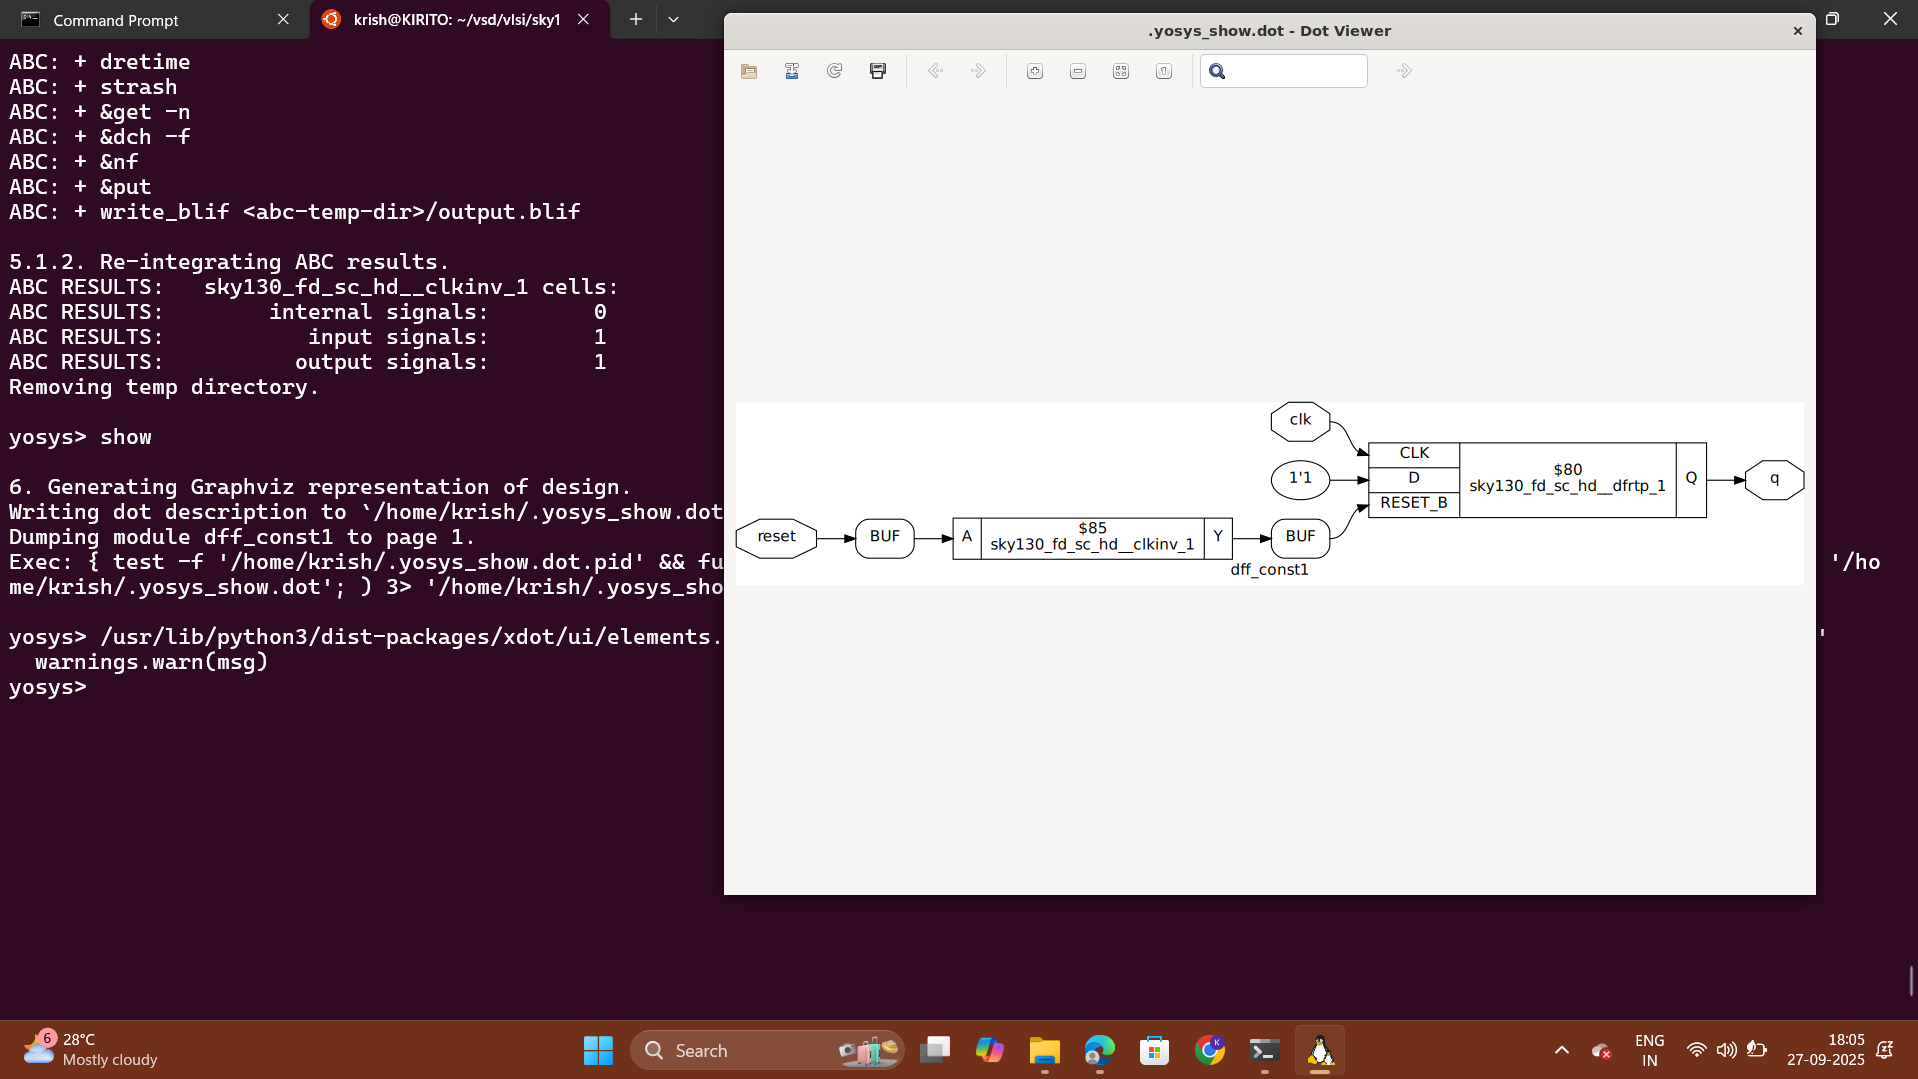 Command Prompt
krish@KIRITO: ~/vsd/vlsi/sky1
ABC: + dretime
ABC: + strash
ABC: + &get -n
ABC: + &dch -f
ABC: + &nf
ABC: + &put
ABC: + write_blif <abc-temp-dir>/output.blif
5.1.2. Re-integrating ABC results.
ABC RESULTS:   sky130_fd_sc_hd__clkinv_1 cells:
ABC RESULTS:        internal signals:        0
ABC RESULTS:           input signals:        1
ABC RESULTS:          output signals:        1
Removing temp directory.
yosys> show
6. Generating Graphviz representation of design.
Writing dot description to `/home/krish/.yosys_show.dot
Dumping module dff_const1 to page 1.
Exec: { test -f '/home/krish/.yosys_show.dot.pid' && fu
'/ho
me/krish/.yosys_show.dot'; ) 3> '/home/krish/.yosys_sho
yosys> /usr/lib/python3/dist-packages/xdot/ui/elements.
'
warnings.warn(msg)
yosys>
.yosys_show.dot - Dot Viewer
clk
1'1
CLK
D
RESET_B
$80
sky130_fd_sc_hd__dfrtp_1
Q
q
reset
BUF
A
$85
sky130_fd_sc_hd__clkinv_1
Y
BUF
dff_const1
6
28°C
Mostly cloudy
Search
K
ENG
IN
18:05
27-09-2025